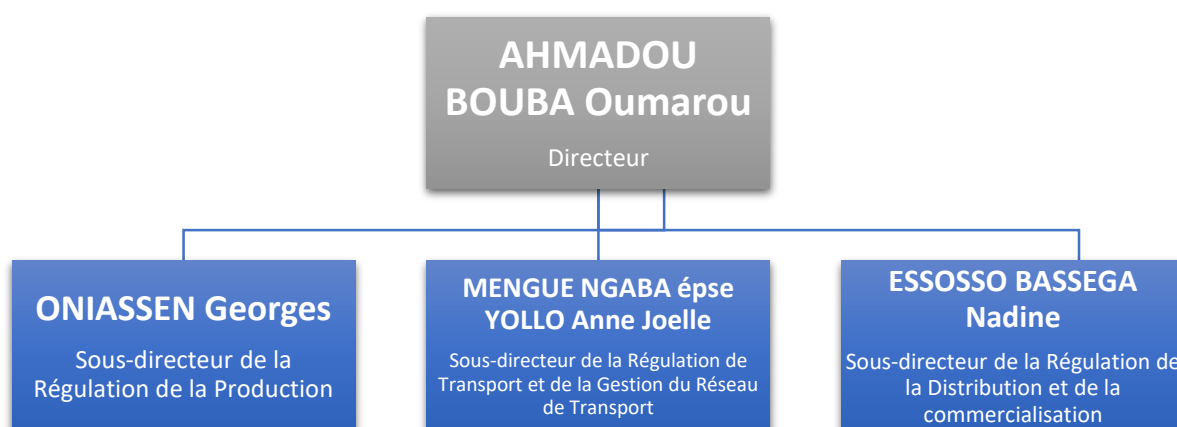 AHMADOU
BOUBA Oumarou
Directeur
ONIASSEN Georges
Sous-directeur de la
Régulation de la Production
MENGUE NGABA épse
YOLLO Anne Joelle
Sous-directeur de la Régulation de
Transport et de la Gestion du Réseau
de Transport
ESSOSSO BASSEGA
Nadine
Sous-directeur de la Régulation de
la Distribution et de la
commercialisation